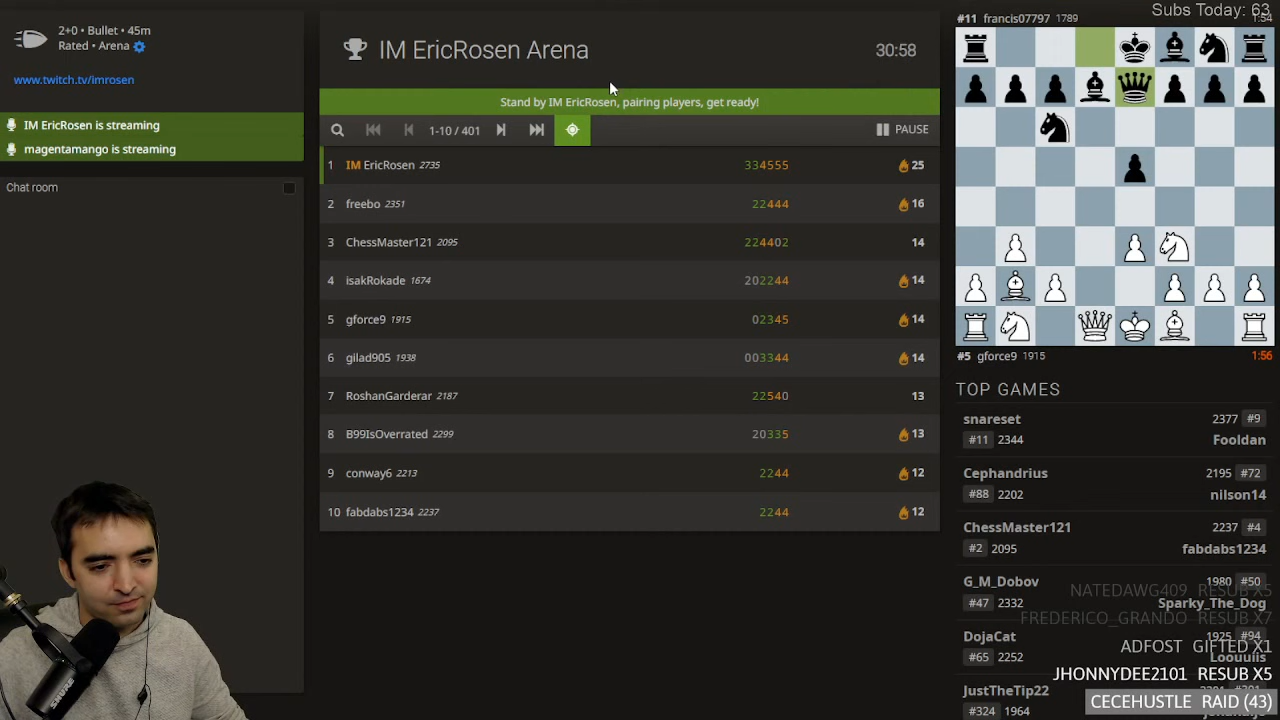 2+0 • Bullet • 45m
Rated • Arena
www.twitch.tv/imrosen
IM EricRosen is streaming
magentamango is streaming
Chat room
IM EricRosen Arena
30:58
Stand by IM EricRosen, pairing players, get ready!
1-10 / 401
PAUSE
1 IM EricRosen 2735 334555 25
2 freebo 2351 22444 16
3 ChessMaster121 2095 224402 14
4 isakRokade 1674 202244 14
5 gforce9 1915 02345 14
6 gilad905 1938 003344 14
7 RoshanGarderar 2187 22540 13
8 B99IsOverrated 2299 20335 13
9 conway6 2213 2244 12
10 fabdabs1234 2237 2244 12
Subs Today: 63
#11 francis07797 1789 1:54
#5 gforce9 1915 1:56
TOP GAMES
snareset 2377 #9
#11 2344 Fooldan
Cephandrius 2195 #72
#88 2202 nilson14
ChessMaster121 2237 #4
#2 2095 fabdabs1234
G_M_Dobov 1980 #50
NATEDAWG409 RESUB X5
#47 2332 Sparky_The_Dog
FREDERICO_GRANDO RESUB X7
DojaCat 1925 #94
ADFOST GIFTED X1
#65 2252 Loouuiis
JHONNYDEE2101 RESUB X5
JustTheTip22
CECEHUSTLE RAID (43)
#324 1964
SHURE